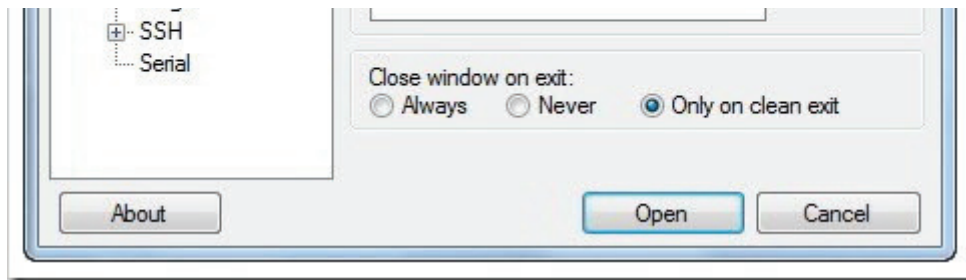 SSH
Serial
Close window on exit:
Always Never Only on clean exit
About Open Cancel